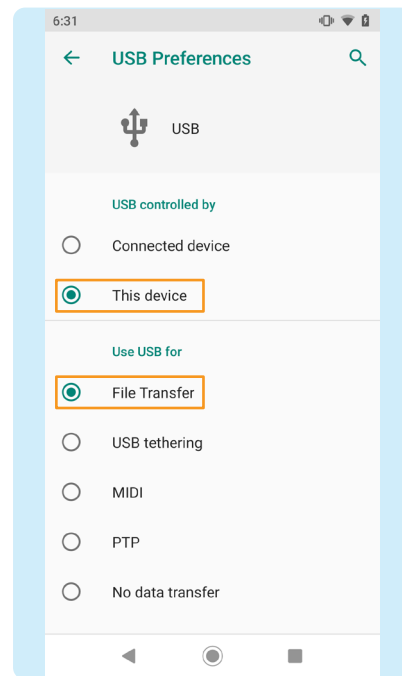 6:31
USB Preferences
USB
USB controlled by
Connected device
This device
Use USB for
File Transfer
USB tethering
MIDI
PTP
No data transfer